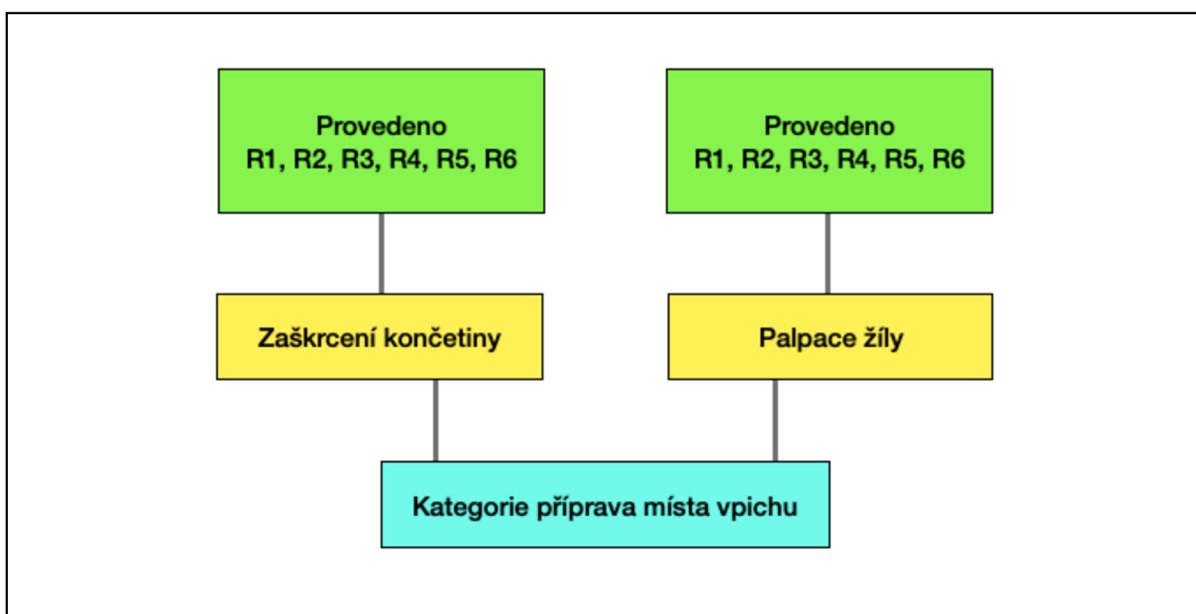 Provedeno
R1, R2, R3, R4, R5, R6
Provedeno
R1, R2, R3, R4, R5, R6
Zaškrcení končetiny
Palpace žíly
Kategorie příprava místa vpichu